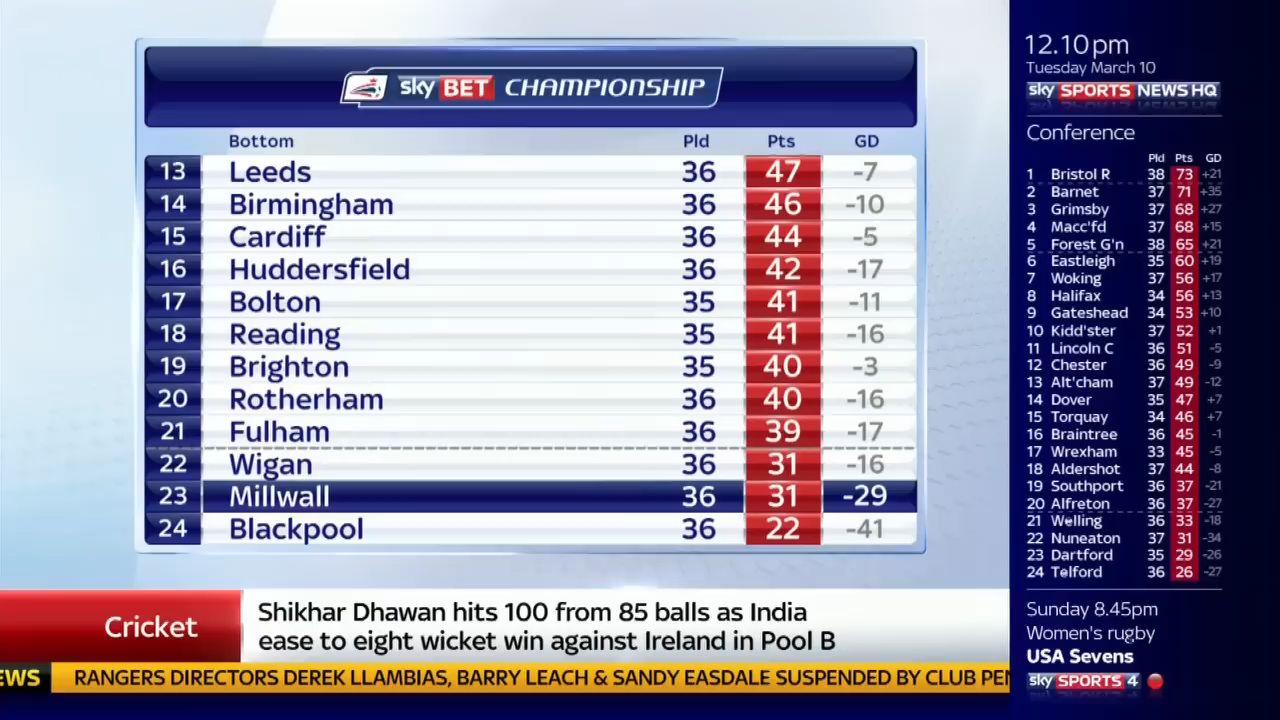 sky BET CHAMPIONSHIP
Bottom Pld Pts GD
13 Leeds 36 47 -7
14 Birmingham 36 46 -10
15 Cardiff 36 44 -5
16 Huddersfield 36 42 -17
17 Bolton 35 41 -11
18 Reading 35 41 -16
19 Brighton 35 40 -3
20 Rotherham 36 40 -16
21 Fulham 36 39 -17
22 Wigan 36 31 -16
23 Millwall 36 31 -29
24 Blackpool 36 22 -41
Cricket
Shikhar Dhawan hits 100 from 85 balls as India
ease to eight wicket win against Ireland in Pool B
EWS RANGERS DIRECTORS DEREK LLAMBIAS, BARRY LEACH & SANDY EASDALE SUSPENDED BY CLUB PEN
12.10pm
Tuesday March 10
sky SPORTS NEWS HQ
Conference
Pld Pts GD
1 Bristol R 38 73 +21
2 Barnet 37 71 +35
3 Grimsby 37 68 +27
4 Macc'fd 37 68 +15
5 Forest G'n 38 65 +21
6 Eastleigh 35 60 +19
7 Woking 37 56 +17
8 Halifax 34 56 +13
9 Gateshead 34 53 +10
10 Kidd'ster 37 52 +1
11 Lincoln C 36 51 -5
12 Chester 36 49 -9
13 Alt'cham 37 49 -12
14 Dover 35 47 +7
15 Torquay 34 46 +7
16 Braintree 36 45 -1
17 Wrexham 33 45 -5
18 Aldershot 37 44 -8
19 Southport 36 37 -21
20 Alfreton 36 37 -27
21 Welling 36 33 -18
22 Nuneaton 37 31 -34
23 Dartford 35 29 -26
24 Telford 36 26 -27
Sunday 8.45pm
Women's rugby
USA Sevens
sky SPORTS 4